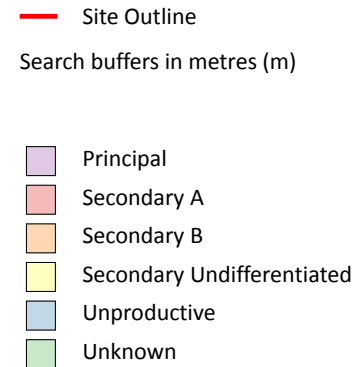 Site Outline
Search buffers in metres (m)
Principal
Secondary A
Secondary B
Secondary Undifferentiated
Unproductive
Unknown